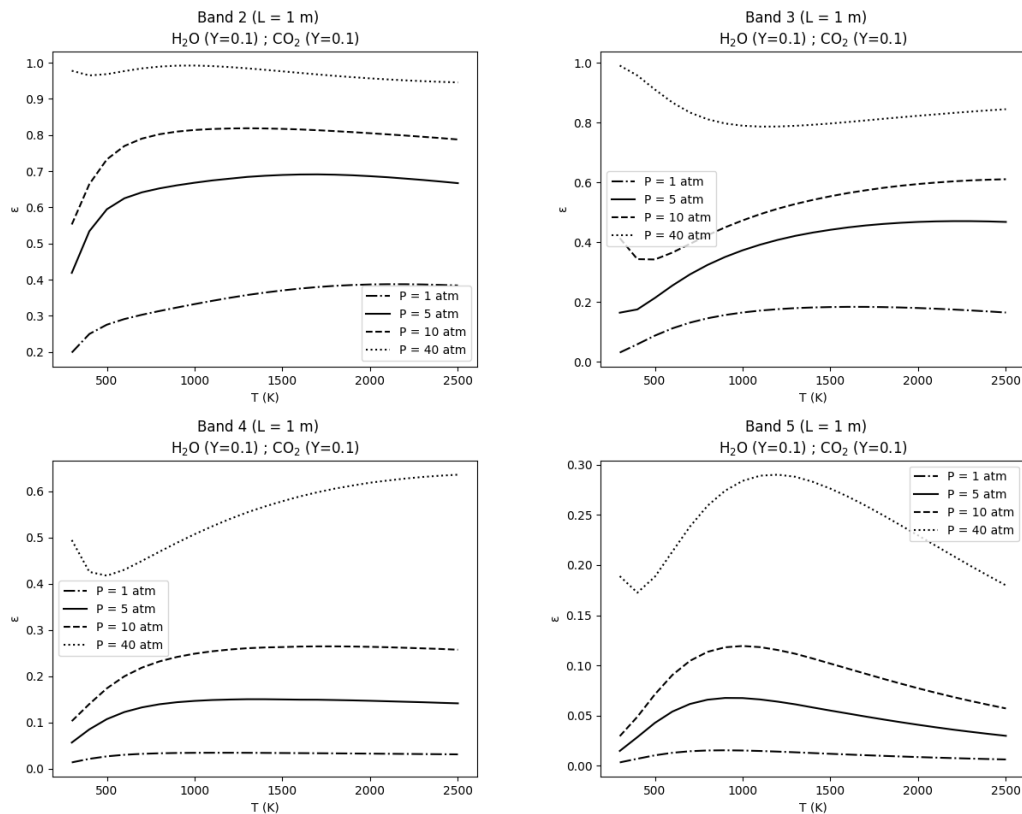 Band 2 (L = 1 m)
H₂O (Y=0.1) ; CO₂ (Y=0.1)
1.0
0.9
0.8
0.7
0.6
0.5
0.4
0.3
0.2
ε
P = 1 atm
P = 5 atm
P = 10 atm
P = 40 atm
500 1000 1500 2000 2500
T (K)
Band 3 (L = 1 m)
H₂O (Y=0.1) ; CO₂ (Y=0.1)
1.0
0.8
0.6
0.4
0.2
0.0
ε
P = 1 atm
P = 5 atm
P = 10 atm
P = 40 atm
500 1000 1500 2000 2500
T (K)
Band 4 (L = 1 m)
H₂O (Y=0.1) ; CO₂ (Y=0.1)
0.6
0.5
0.4
0.3
0.2
0.1
0.0
ε
P = 1 atm
P = 5 atm
P = 10 atm
P = 40 atm
500 1000 1500 2000 2500
T (K)
Band 5 (L = 1 m)
H₂O (Y=0.1) ; CO₂ (Y=0.1)
0.30
0.25
0.20
0.15
0.10
0.05
0.00
ε
P = 1 atm
P = 5 atm
P = 10 atm
P = 40 atm
500 1000 1500 2000 2500
T (K)